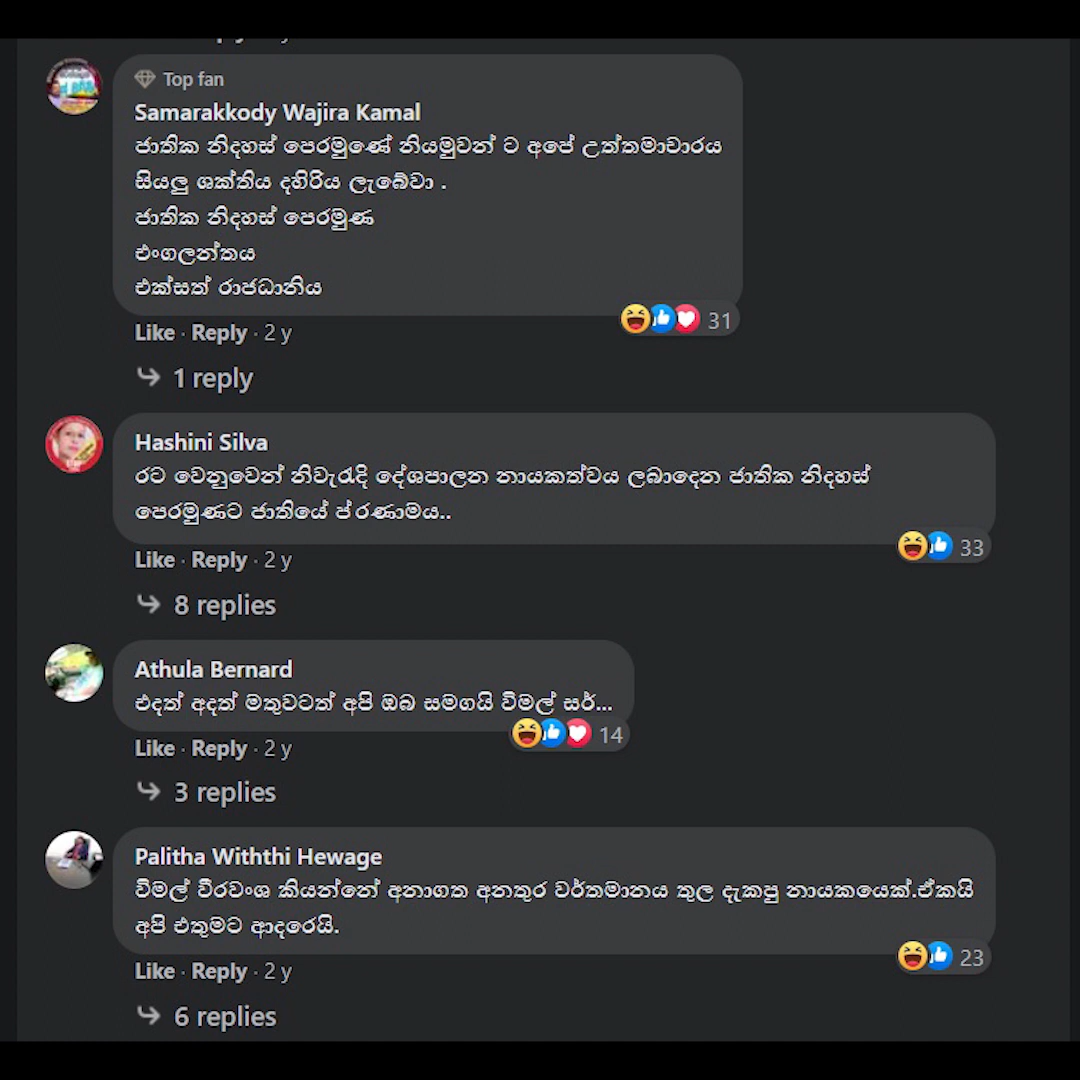 Top fan
Samarakkody Wajira Kamal
ජාතික නිදහස් පෙරමුණේ නියමුවන් ට අපේ උත්තමාචාරය
සියලු ශක්තිය දහිරිය ලැබේවා .
ජාතික නිදහස් පෙරමුණ
එංගලන්තය
එක්සත් රාජධානිය
31
Like · Reply · 2 y
1 reply
Hashini Silva
රට වෙනුවෙන් නිවැරැදි දේශපාලන නායකත්වය ලබාදෙන ජාතික නිදහස්
පෙරමුණට ජාතියේ ප්‍රණාමය..
33
Like · Reply · 2 y
8 replies
Athula Bernard
එදත් අදත් මතුවටත් අපි ඔබ සමගයි විමල් සර්...
14
Like · Reply · 2 y
3 replies
Palitha Withthi Hewage
විමල් වීරවංශ කියන්නේ අනාගත අනතුර වර්තමානය තුල දැකපු නායකයෙක්.ඒකයි
අපි එතුමට ආදරෙයි.
23
Like · Reply · 2 y
6 replies